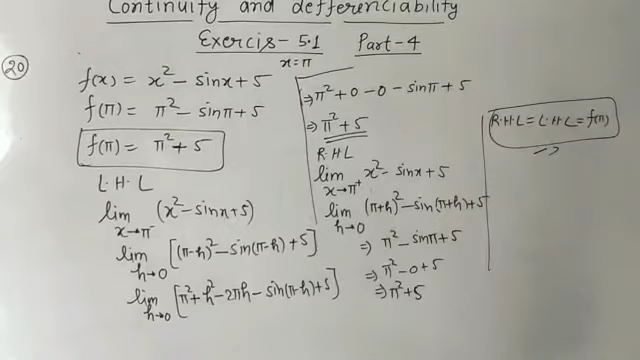 Continuity and defferenciability
Exercis-5.1 Part-4
x=π
20
f(x) = x² - sinx + 5
f(π) = π² - sinπ + 5
f(π) = π² + 5
L.H.L
lim x→π⁻ (x² - sinx + 5)
lim h→0 [(π-h)² - sin(π-h) + 5]
lim h→0 [π² + h² - 2πh - sin(π-h) + 5]
⇒ π² + 0 - 0 - sinπ + 5
⇒ π² + 5
R.H.L
lim x→π⁺ x² - sinx + 5
lim h→0 (π+h)² - sin(π+h) + 5
⇒ π² - sinπ + 5
⇒ π² - 0 + 5
⇒ π² + 5
R.H.L = L.H.L = f(π)